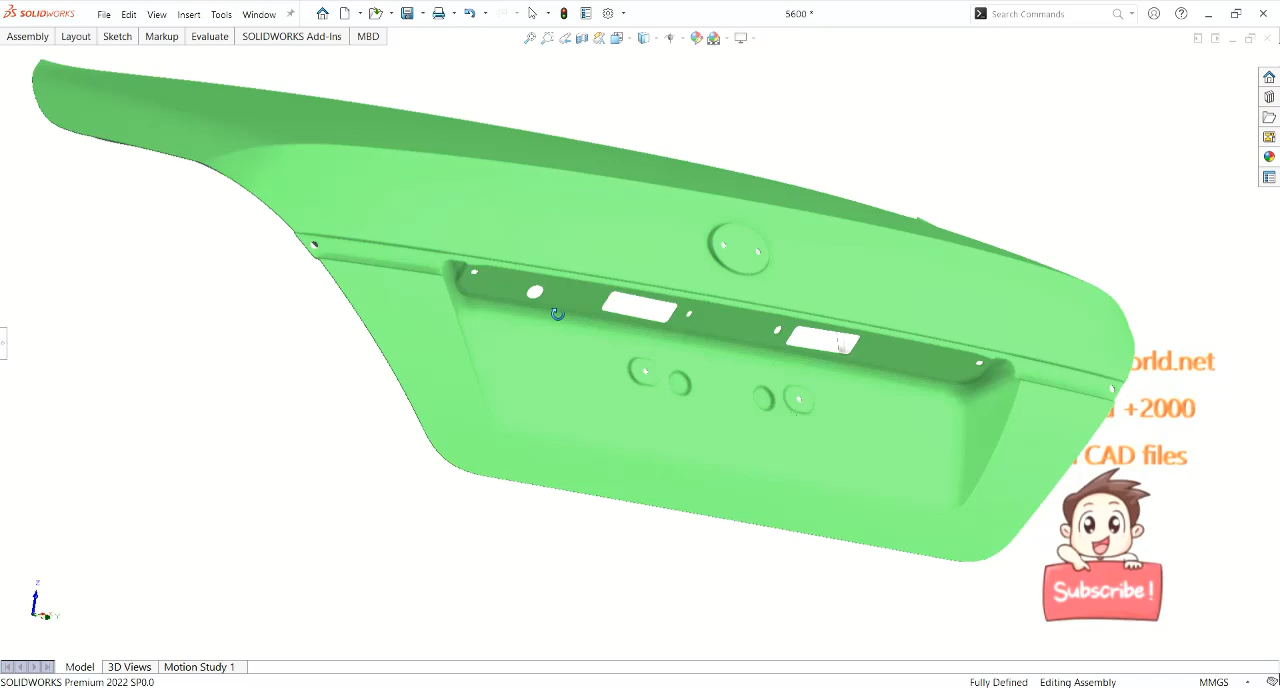 SOLIDWORKS
File Edit View Insert Tools Window
5600 *
Search Commands
Assembly Layout Sketch Markup Evaluate SOLIDWORKS Add-Ins MBD
orld.net
+2000
CAD files
Subscribe!
Z
Y
Model 3D Views Motion Study 1
SOLIDWORKS Premium 2022 SP0.0
Fully Defined Editing Assembly MMGS